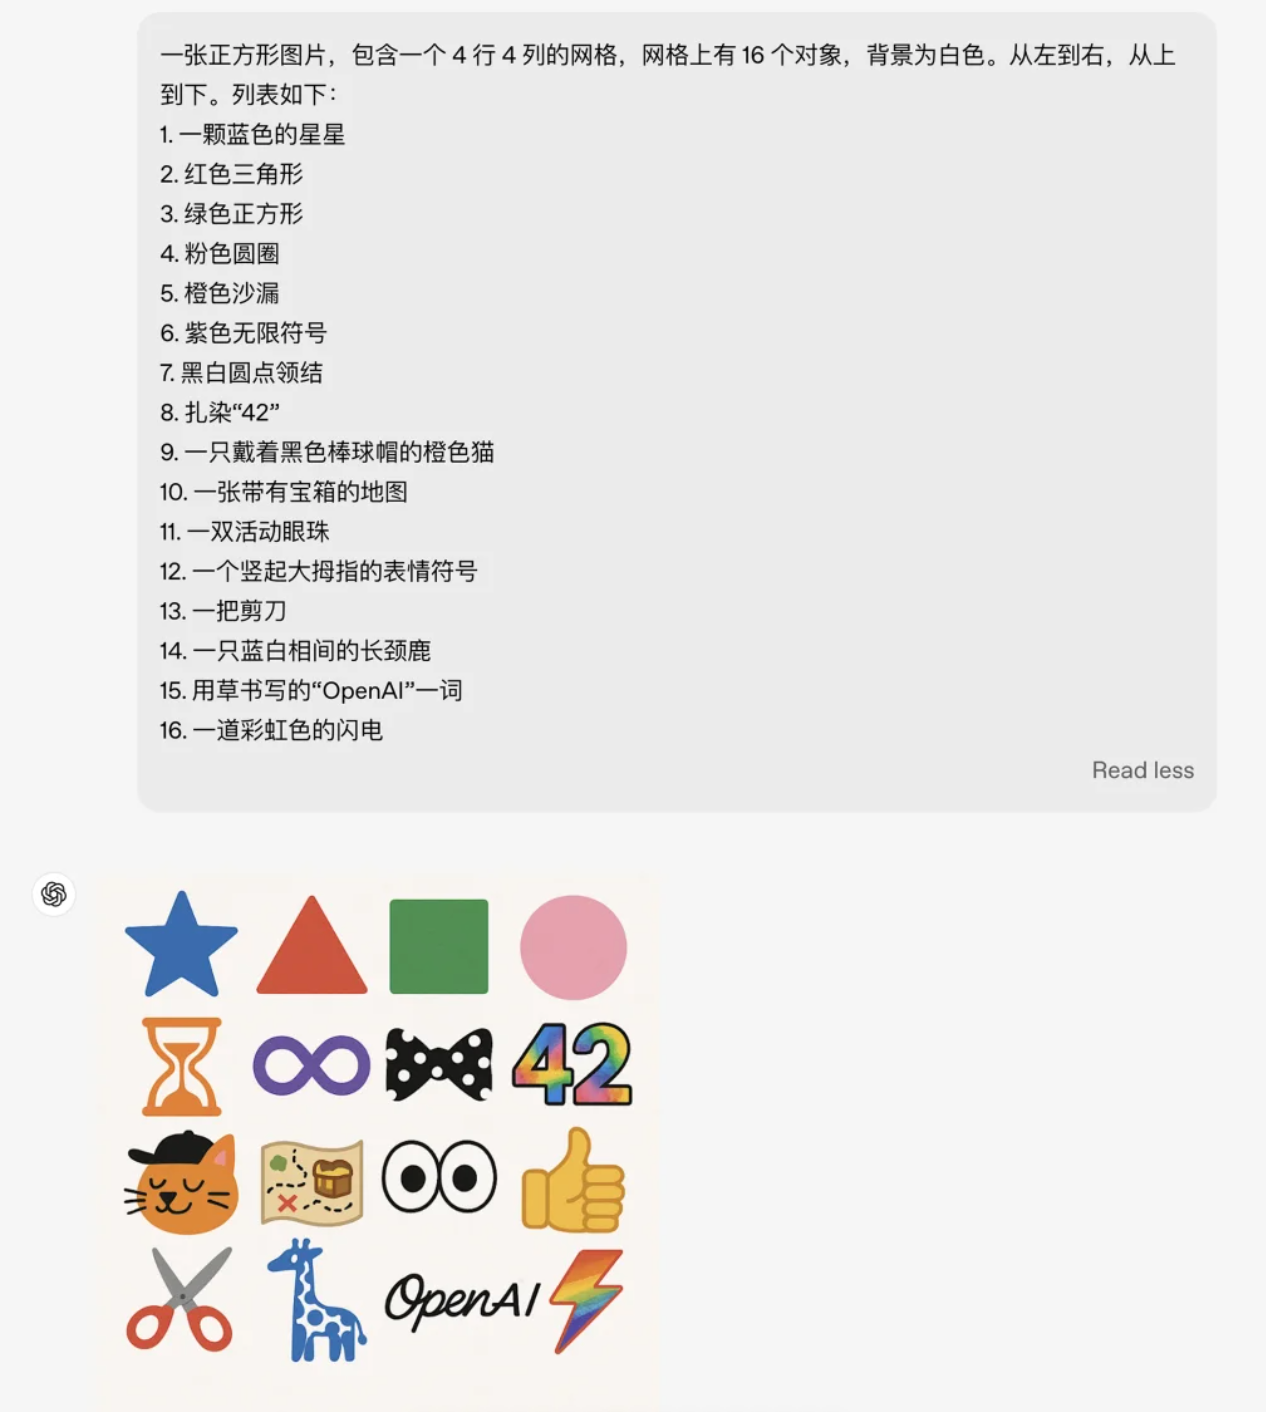 一张正方形图片，包含一个 4 行 4 列的网格，网格上有 16 个对象，背景为白色。从左到右，从上
到下。列表如下：
1. 一颗蓝色的星星
2. 红色三角形
3. 绿色正方形
4. 粉色圆圈
5. 橙色沙漏
6. 紫色无限符号
7. 黑白圆点领结
8. 扎染“42”
9. 一只戴着黑色棒球帽的橙色猫
10. 一张带有宝箱的地图
11. 一双活动眼珠
12. 一个竖起大拇指的表情符号
13. 一把剪刀
14. 一只蓝白相间的长颈鹿
15. 用草书写的“OpenAI”一词
16. 一道彩虹色的闪电
Read less
42
OpenAI